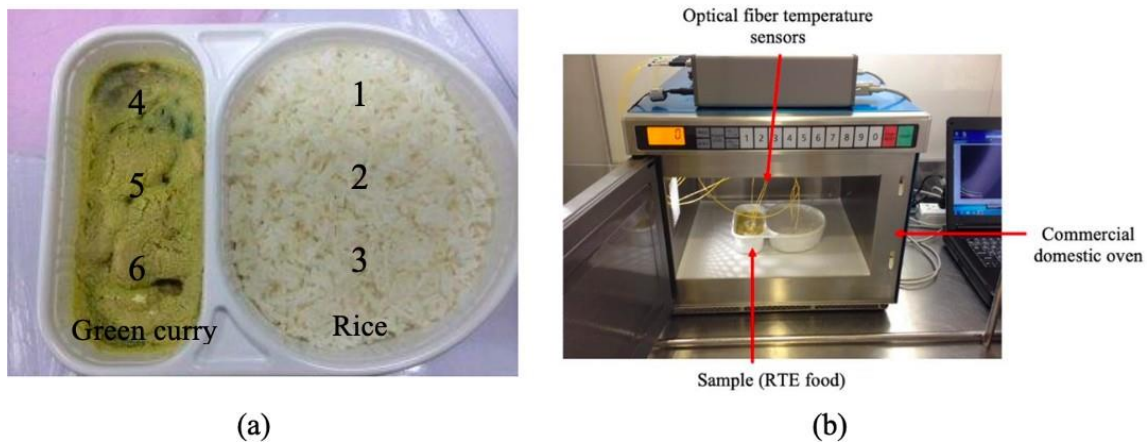 4
5
6
Green curry
1
2
3
Rice
(a)
Optical fiber temperature
sensors
0
1 2 3 4 5 6 7 8 9 0
Commercial
domestic oven
Sample (RTE food)
(b)